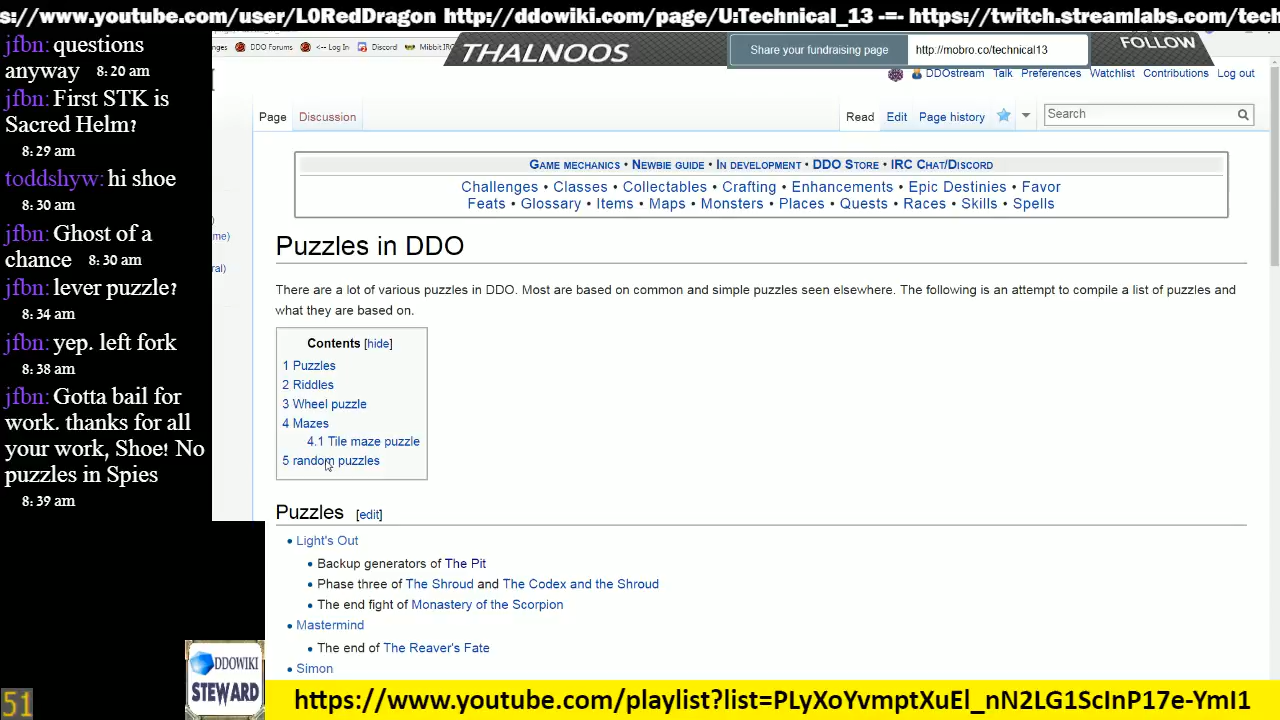 s://www.youtube.com/user/L0RedDragon http://ddowiki.com/page/U:Technical_13 -=- https://twitch.streamlabs.com/tech
jfbn: questions
anyway 8:20 am
jfbn: First STK is
Sacred Helm?
8:29 am
toddshyw: hi shoe
8:30 am
jfbn: Ghost of a
chance 8:30 am
jfbn: lever puzzle?
8:34 am
jfbn: yep. left fork
8:38 am
jfbn: Gotta bail for
work. thanks for all
your work, Shoe! No
puzzles in Spies
8:39 am
nges DDO Forums <-- Log In Discord Mibbit IR
THALNOOS
Share your fundraising page http://mobro.co/technical13
FOLLOW
DDOstream Talk Preferences Watchlist Contributions Log out
Page Discussion Read Edit Page history Search
Game mechanics • Newbie guide • In development • DDO Store • IRC Chat/Discord
Challenges • Classes • Collectables • Crafting • Enhancements • Epic Destinies • Favor
Feats • Glossary • Items • Maps • Monsters • Places • Quests • Races • Skills • Spells
me)
ral)
Puzzles in DDO
There are a lot of various puzzles in DDO. Most are based on common and simple puzzles seen elsewhere. The following is an attempt to compile a list of puzzles and
what they are based on.
Contents [hide]
1 Puzzles
2 Riddles
3 Wheel puzzle
4 Mazes
4.1 Tile maze puzzle
5 random puzzles
Puzzles [edit]
• Light's Out
• Backup generators of The Pit
• Phase three of The Shroud and The Codex and the Shroud
• The end fight of Monastery of the Scorpion
• Mastermind
• The end of The Reaver's Fate
• Simon
DDOWIKI
STEWARD
51
https://www.youtube.com/playlist?list=PLyXoYvmptXuEl_nN2LG1ScInP17e-YmI1